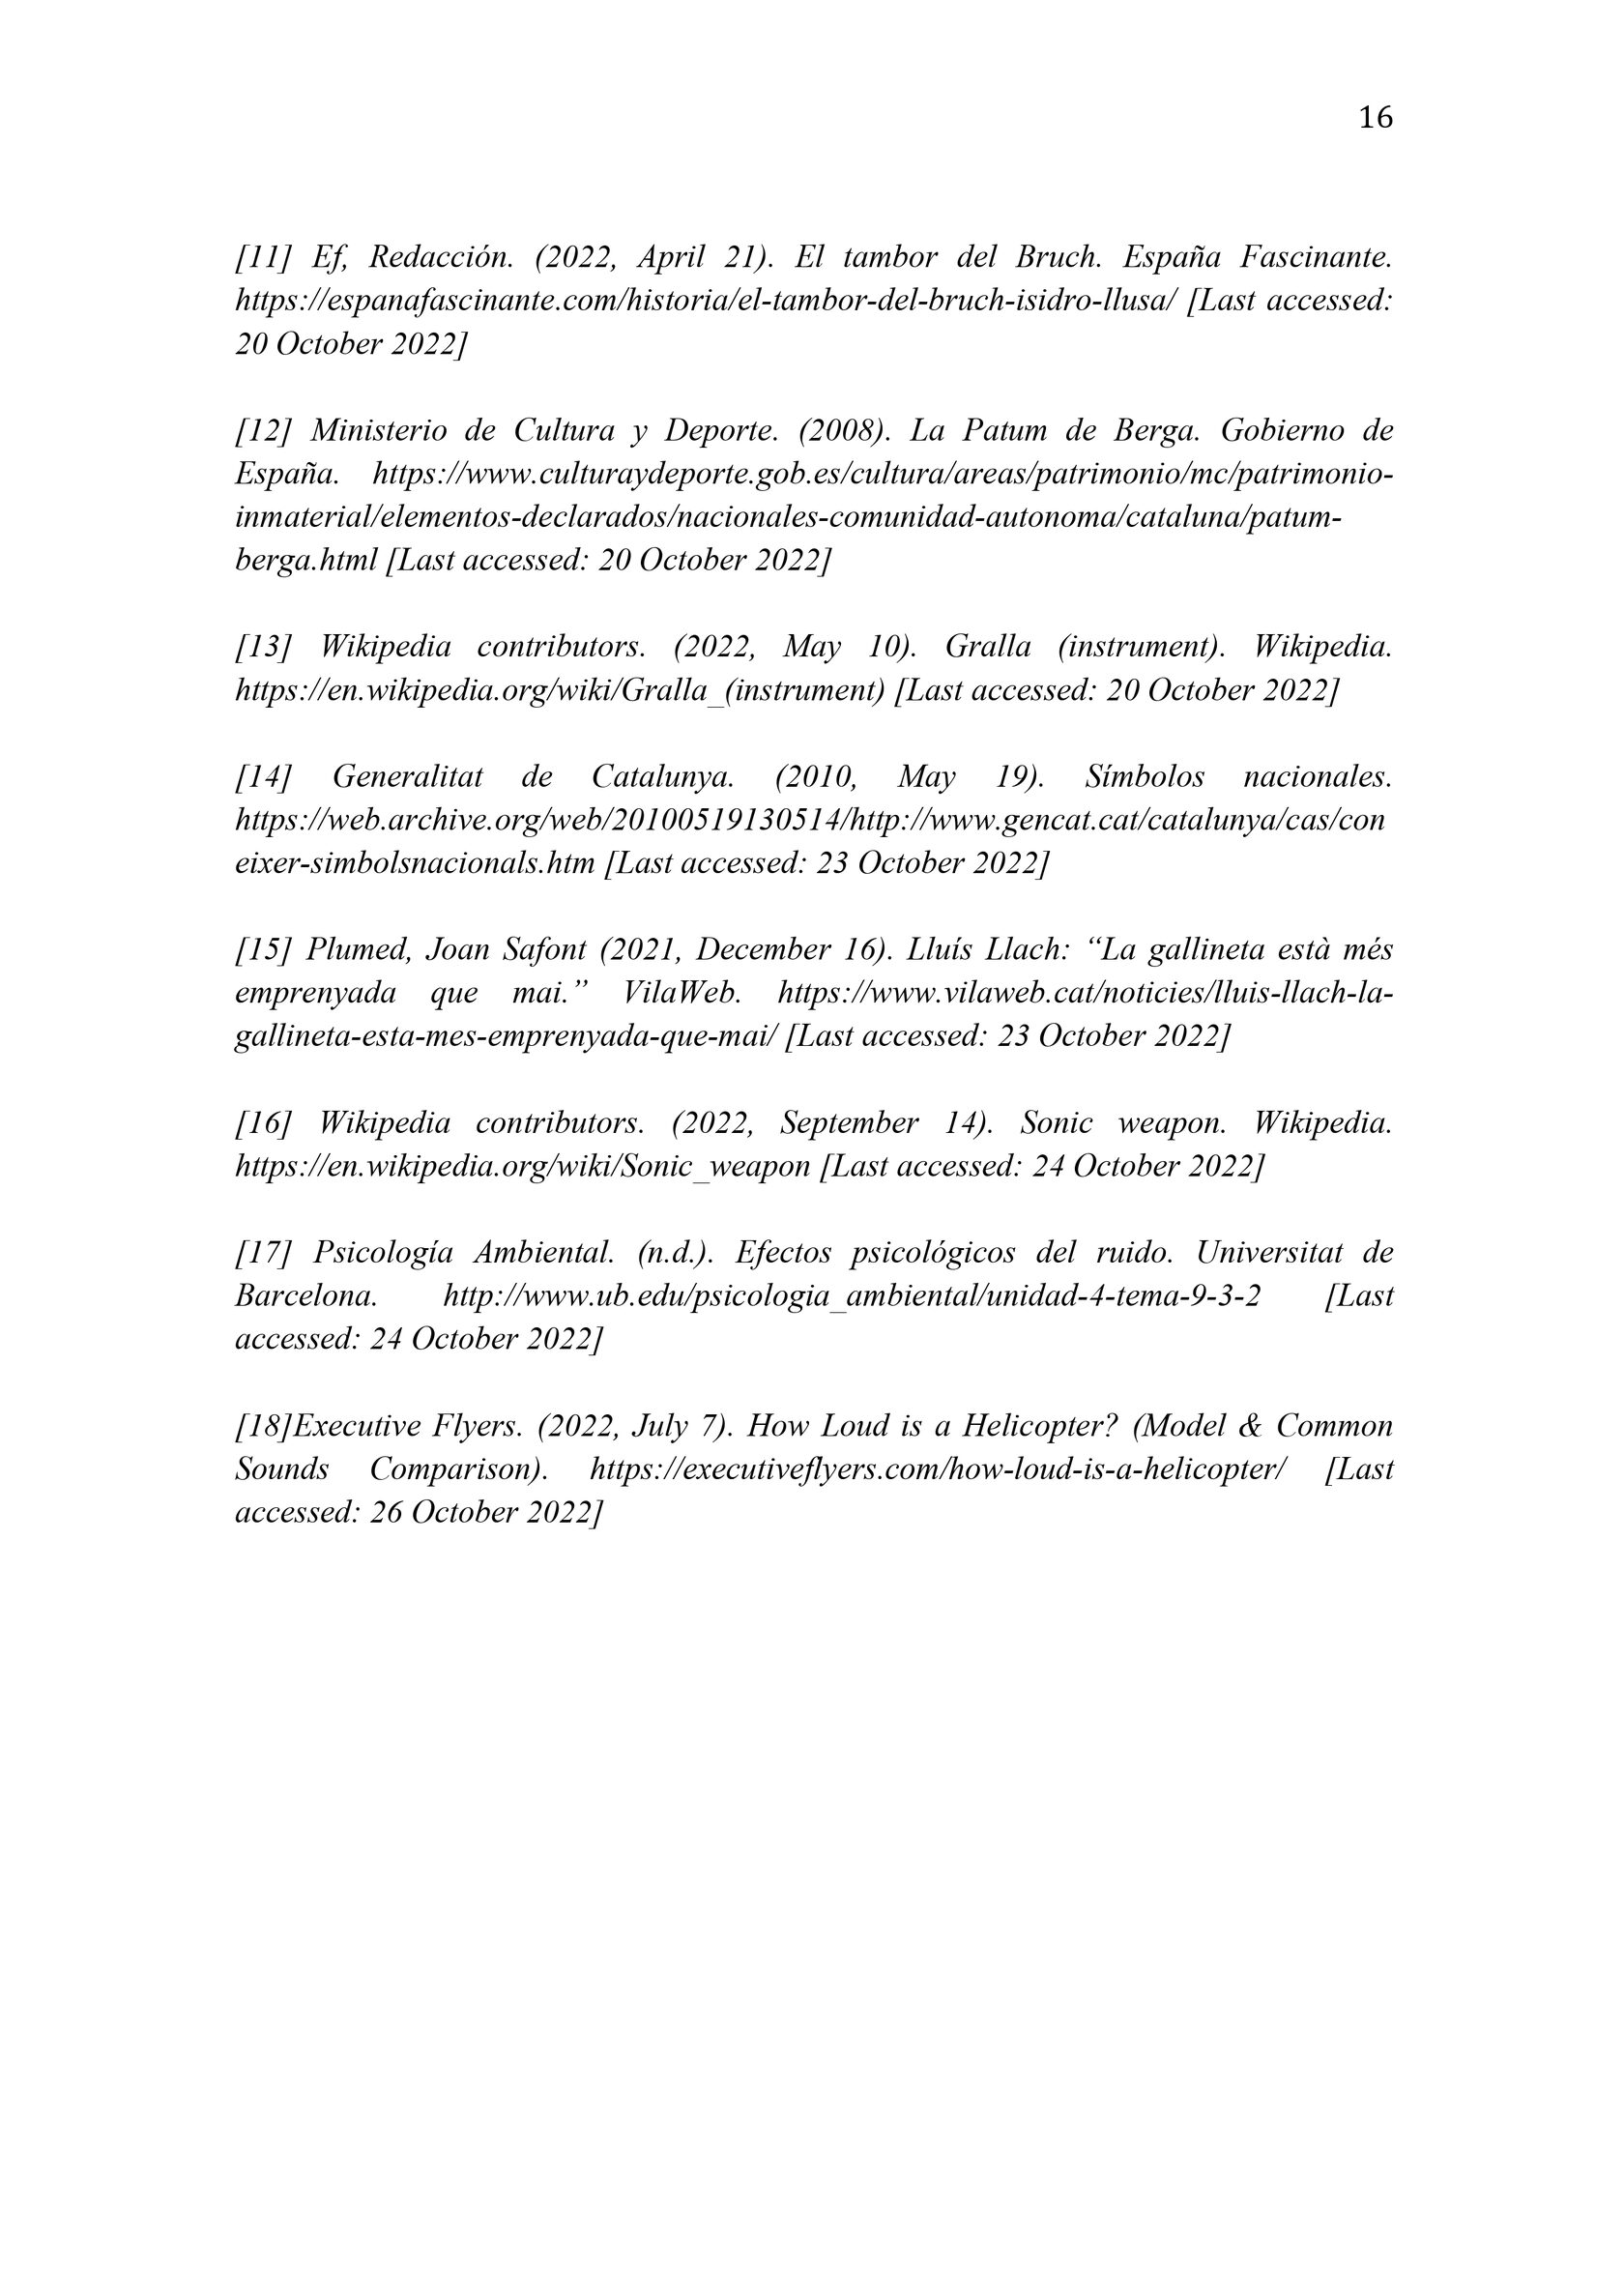 16
[11] Ef, Redacción. (2022, April 21). El tambor del Bruch. España Fascinante.
https://espanafascinante.com/historia/el-tambor-del-bruch-isidro-llusa/ [Last accessed:
20 October 2022]
[12] Ministerio de Cultura y Deporte. (2008). La Patum de Berga. Gobierno de
España. https://www.culturaydeporte.gob.es/cultura/areas/patrimonio/mc/patrimonio-
inmaterial/elementos-declarados/nacionales-comunidad-autonoma/cataluna/patum-
berga.html [Last accessed: 20 October 2022]
[13] Wikipedia contributors. (2022, May 10). Gralla (instrument). Wikipedia.
https://en.wikipedia.org/wiki/Gralla_(instrument) [Last accessed: 20 October 2022]
[14] Generalitat de Catalunya. (2010, May 19). Símbolos nacionales.
https://web.archive.org/web/20100519130514/http://www.gencat.cat/catalunya/cas/con
eixer-simbolsnacionals.htm [Last accessed: 23 October 2022]
[15] Plumed, Joan Safont (2021, December 16). Lluís Llach: “La gallineta està més
emprenyada que mai.” VilaWeb. https://www.vilaweb.cat/noticies/lluis-llach-la-
gallineta-esta-mes-emprenyada-que-mai/ [Last accessed: 23 October 2022]
[16] Wikipedia contributors. (2022, September 14). Sonic weapon. Wikipedia.
https://en.wikipedia.org/wiki/Sonic_weapon [Last accessed: 24 October 2022]
[17] Psicología Ambiental. (n.d.). Efectos psicológicos del ruido. Universitat de
Barcelona. http://www.ub.edu/psicologia_ambiental/unidad-4-tema-9-3-2 [Last
accessed: 24 October 2022]
[18]Executive Flyers. (2022, July 7). How Loud is a Helicopter? (Model & Common
Sounds Comparison). https://executiveflyers.com/how-loud-is-a-helicopter/ [Last
accessed: 26 October 2022]